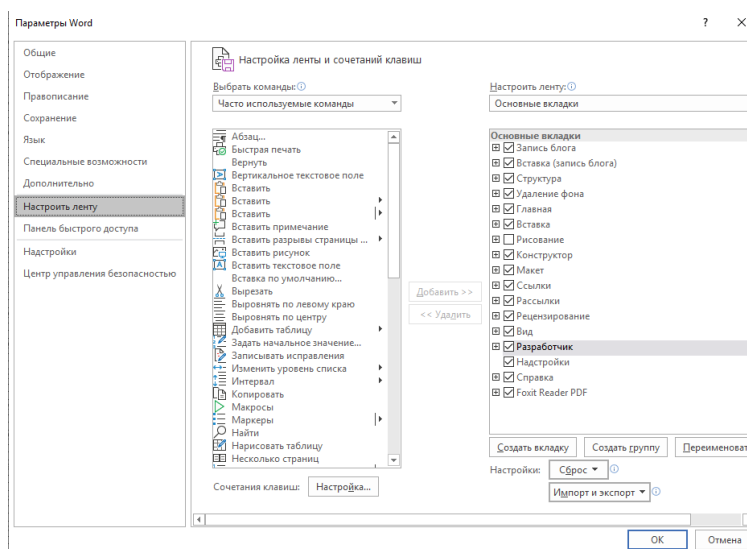 Параметры Word
?
Общие
Отображение
Правописание
Сохранение
Язык
Специальные возможности
Дополнительно
Настроить ленту
Панель быстрого доступа
Надстройки
Центр управления безопасностью
Настройка ленты и сочетаний клавиш
Выбрать команды:
Часто используемые команды
Абзац...
Быстрая печать
Вернуть
Вертикальное текстовое поле
Вставить
Вставить
Вставить
Вставить примечание
Вставить разрывы страницы ...
Вставить рисунок
Вставить текстовое поле
Вставка по умолчанию...
Вырезать
Выровнять по левому краю
Выровнять по центру
Добавить таблицу
Задать начальное значение...
Записывать исправления
Изменить уровень списка
Интервал
Копировать
Макросы
Маркеры
Найти
Нарисовать таблицу
Несколько страниц
Сочетания клавиш: Настройка...
Добавить >>
<< Удалить
Настроить ленту:
Основные вкладки
Основные вкладки
Запись блога
Вставка (запись блога)
Структура
Удаление фона
Главная
Вставка
Рисование
Конструктор
Макет
Ссылки
Рассылки
Рецензирование
Вид
Разработчик
Надстройки
Справка
Foxit Reader PDF
Создать вкладку Создать группу Переименоват
Настройки: Сброс
Импорт и экспорт
ОК Отмена